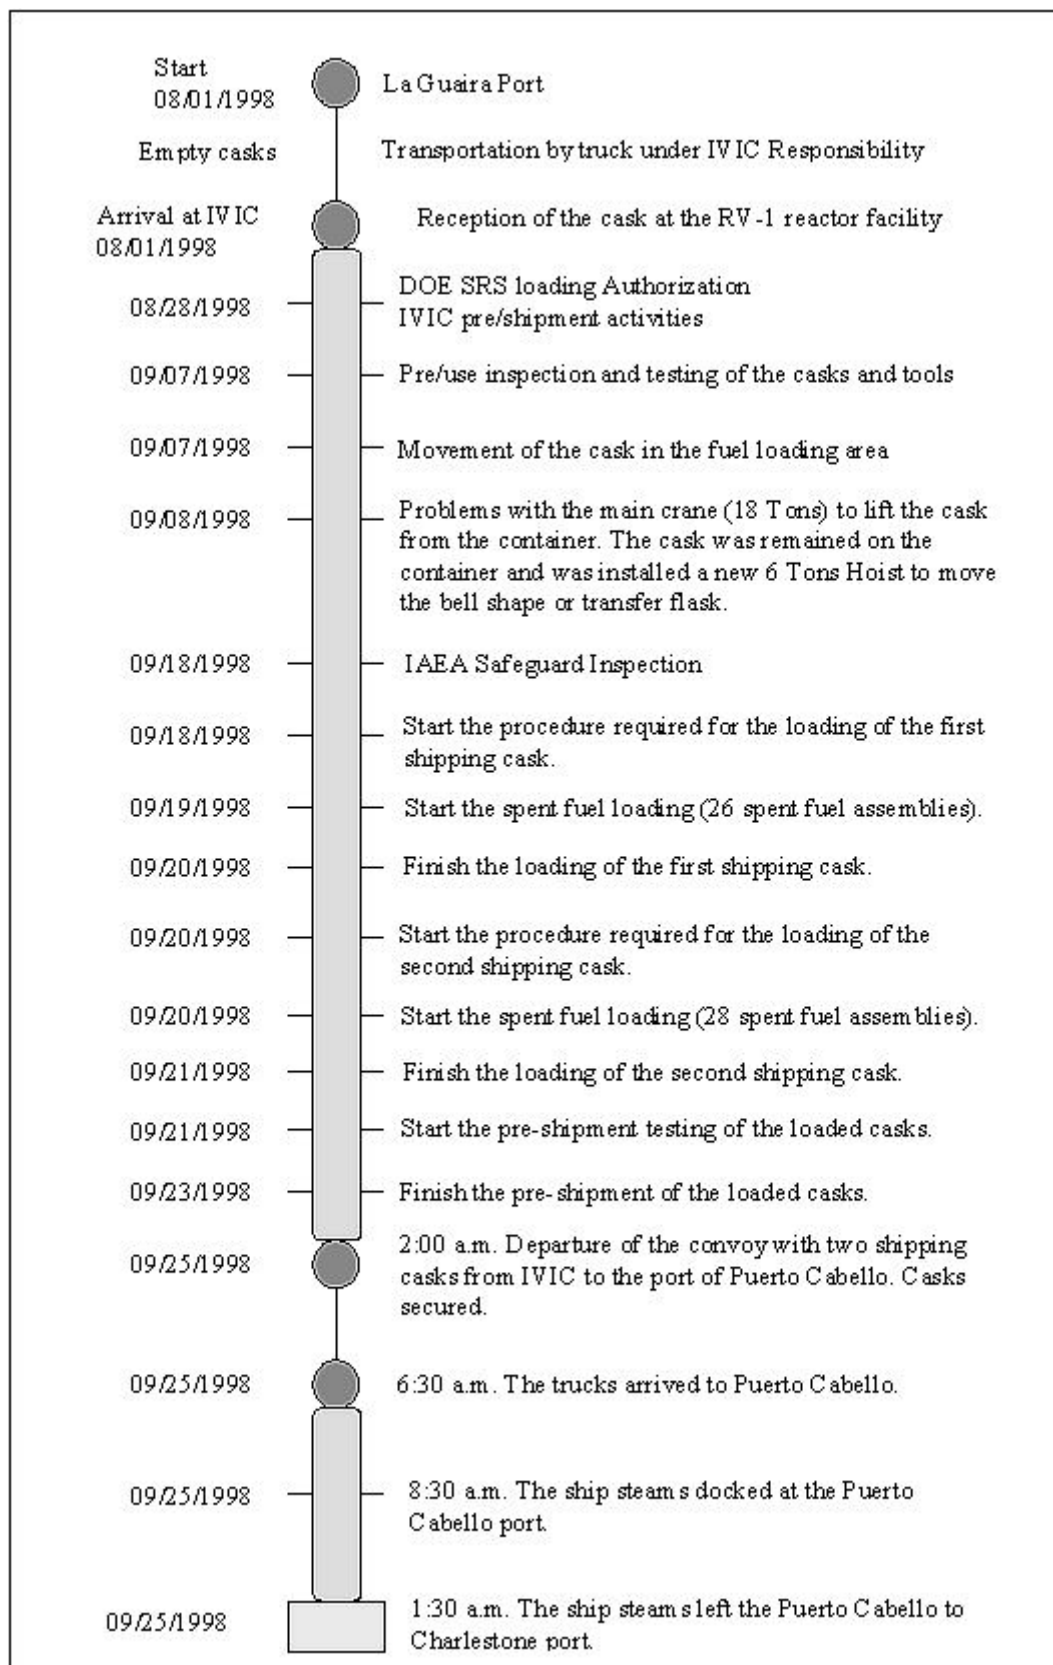 Start
08/01/1998
La Guaira Port
Empty casks
Transportation by truck under IVIC Responsibility
Arrival at IVIC
08/01/1998
Reception of the cask at the RV-1 reactor facility
08/28/1998
DOE SRS loading Authorization
IVIC pre/shipment activities
09/07/1998
Pre/use inspection and testing of the casks and tools
09/07/1998
Movement of the cask in the fuel loading area
09/08/1998
Problems with the main crane (18 Tons) to lift the cask
from the container. The cask was remained on the
container and was installed a new 6 Tons Hoist to move
the bell shape or transfer flask.
09/18/1998
IAEA Safeguard Inspection
09/18/1998
Start the procedure required for the loading of the first
shipping cask.
09/19/1998
Start the spent fuel loading (26 spent fuel assemblies).
09/20/1998
Finish the loading of the first shipping cask.
09/20/1998
Start the procedure required for the loading of the
second shipping cask.
09/20/1998
Start the spent fuel loading (28 spent fuel assemblies).
09/21/1998
Finish the loading of the second shipping cask.
09/21/1998
Start the pre-shipment testing of the loaded casks.
09/23/1998
Finish the pre-shipment of the loaded casks.
09/25/1998
2:00 a.m. Departure of the convoy with two shipping
casks from IVIC to the port of Puerto Cabello. Casks
secured.
09/25/1998
6:30 a.m. The trucks arrived to Puerto Cabello.
09/25/1998
8:30 a.m. The ship steams docked at the Puerto
Cabello port.
09/25/1998
1:30 a.m. The ship steams left the Puerto Cabello to
Charlestone port.